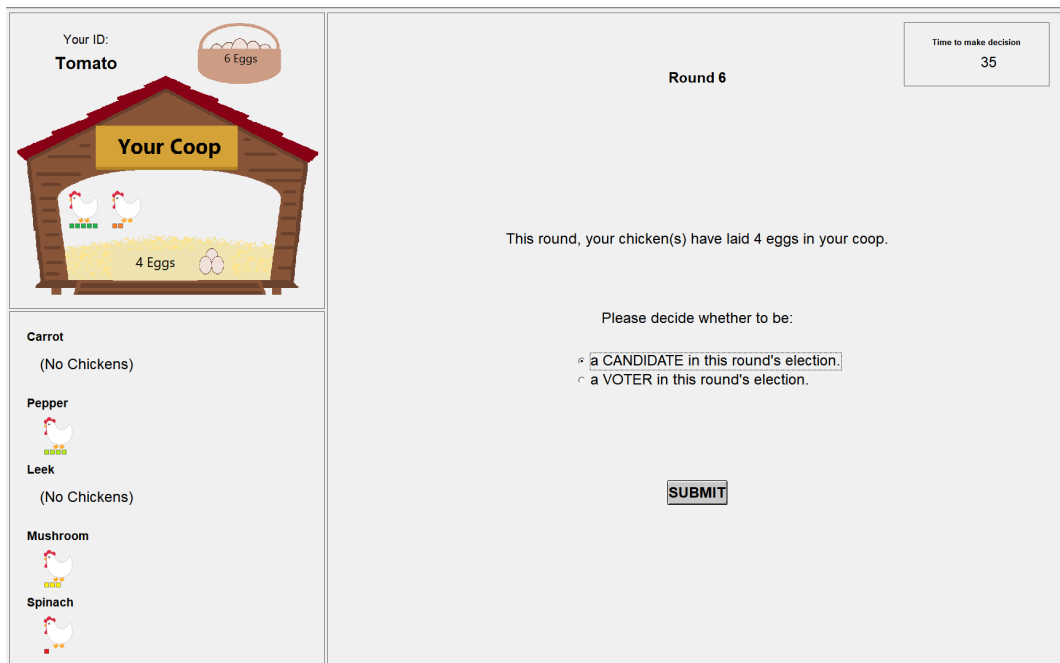 Your ID:
Tomato
6 Eggs
Your Coop
4 Eggs
Carrot
(No Chickens)
Pepper
Leek
(No Chickens)
Mushroom
Spinach
Time to make decision
35
Round 6
This round, your chicken(s) have laid 4 eggs in your coop.
Please decide whether to be:
a CANDIDATE in this round's election.
a VOTER in this round's election.
SUBMIT